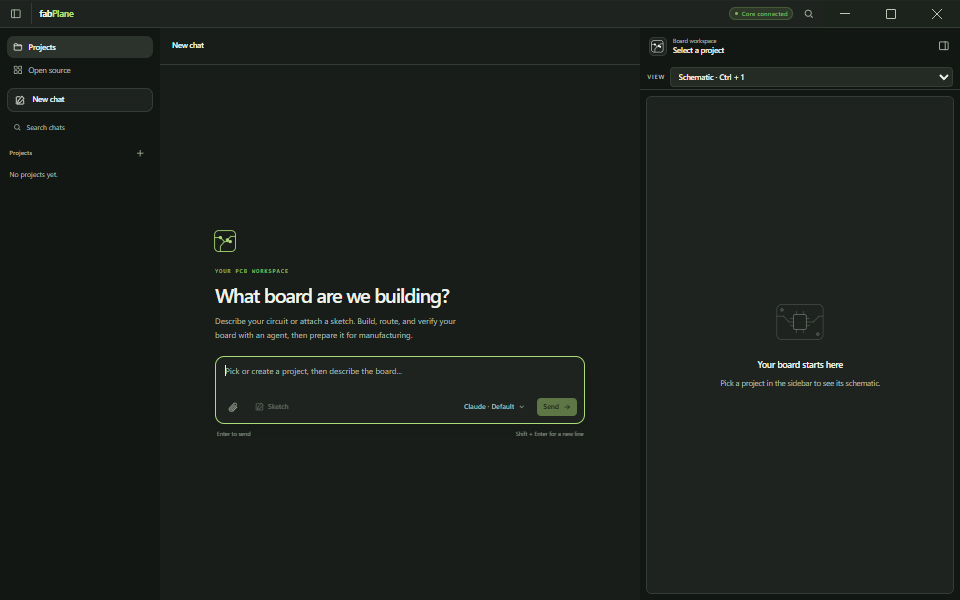 fabPlane
Core connected
Projects
Open source
New chat
Search chats
Projects
No projects yet.
New chat
YOUR PCB WORKSPACE
What board are we building?
Describe your circuit or attach a sketch. Build, route, and verify your
board with an agent, then prepare it for manufacturing.
Pick or create a project, then describe the board...
Sketch
Claude · Default
Send
Enter to send
Shift + Enter for a new line
Board workspace
Select a project
VIEW
Schematic · Ctrl + 1
Your board starts here
Pick a project in the sidebar to see its schematic.